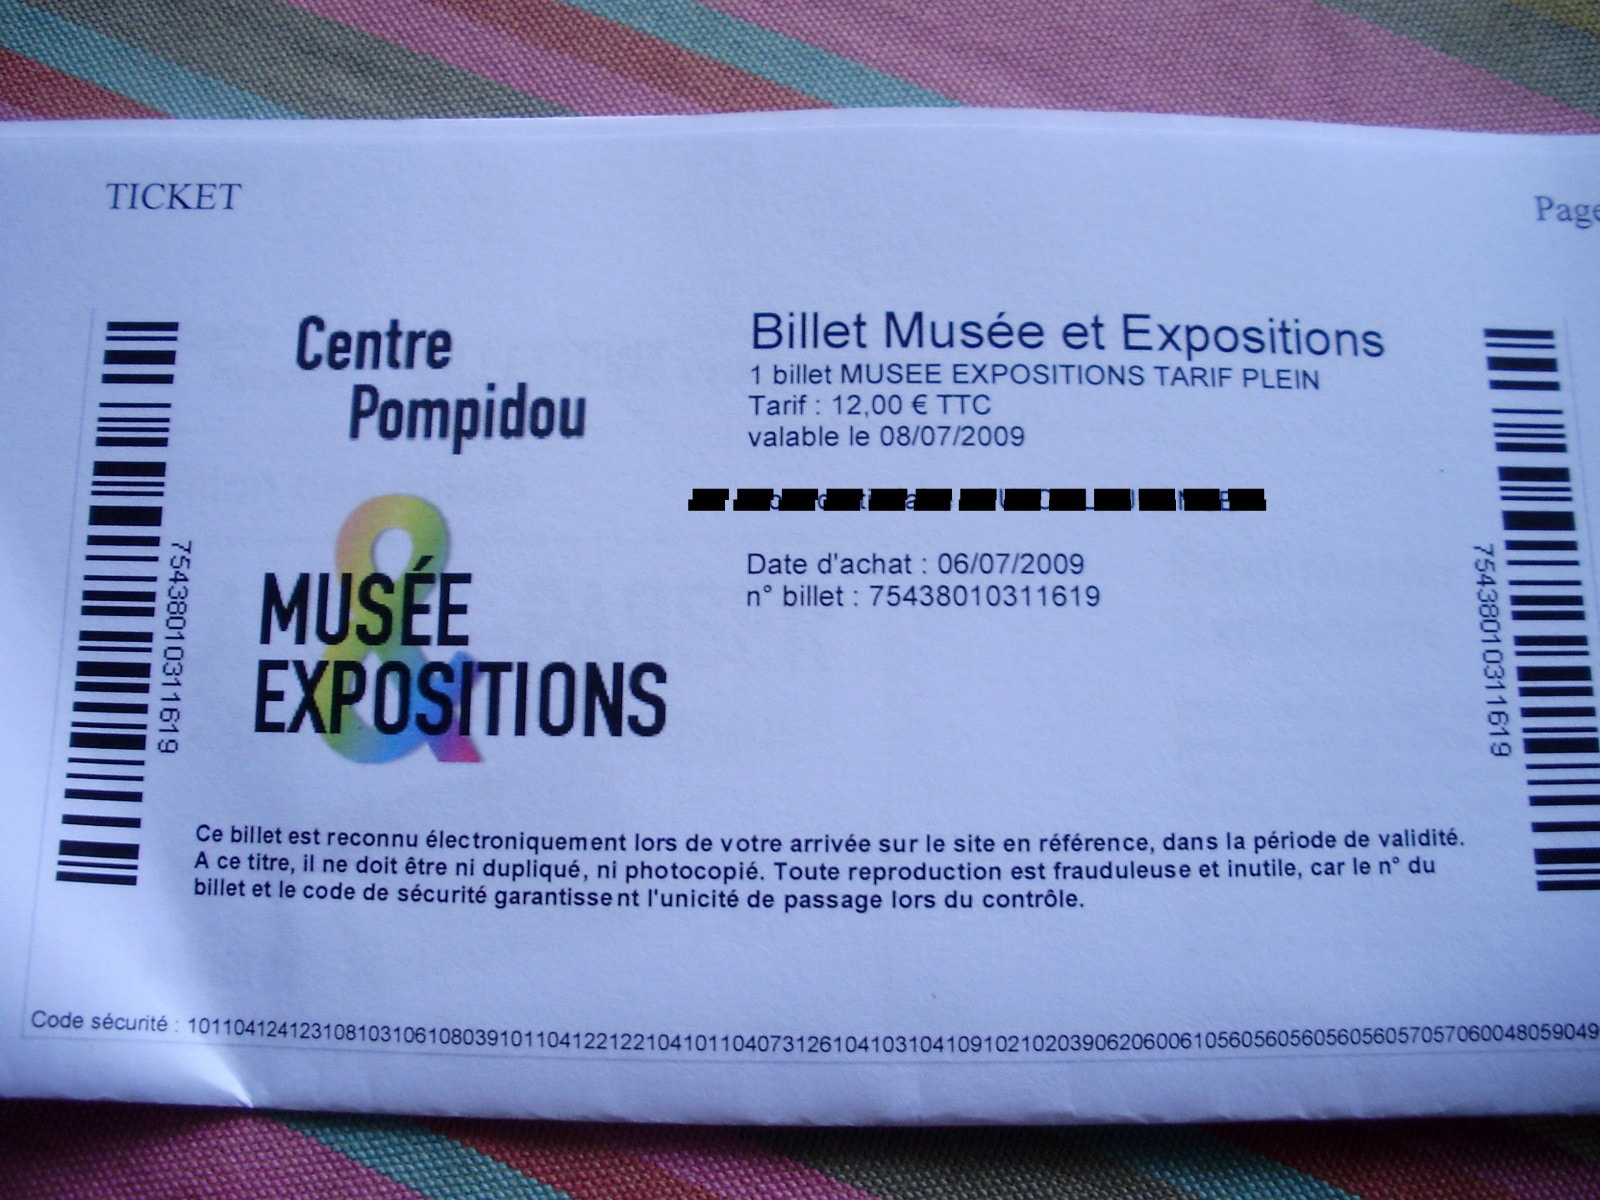 TICKET
Page
Centre
Pompidou
&
MUSÉE
EXPOSITIONS
Billet Musée et Expositions
1 billet MUSEE EXPOSITIONS TARIF PLEIN
Tarif : 12,00 € TTC
valable le 08/07/2009
Date d'achat : 06/07/2009
n° billet : 75438010311619
75438010311619
75438010311619
Ce billet est reconnu électroniquement lors de votre arrivée sur le site en référence, dans la période de validité.
A ce titre, il ne doit être ni dupliqué, ni photocopié. Toute reproduction est frauduleuse et inutile, car le n° du
billet et le code de sécurité garantissent l'unicité de passage lors du contrôle.
Code sécurité : 101104124123108103106108039101104122122104101104073126104103104109102102039062060061056056056056056057057060048059049